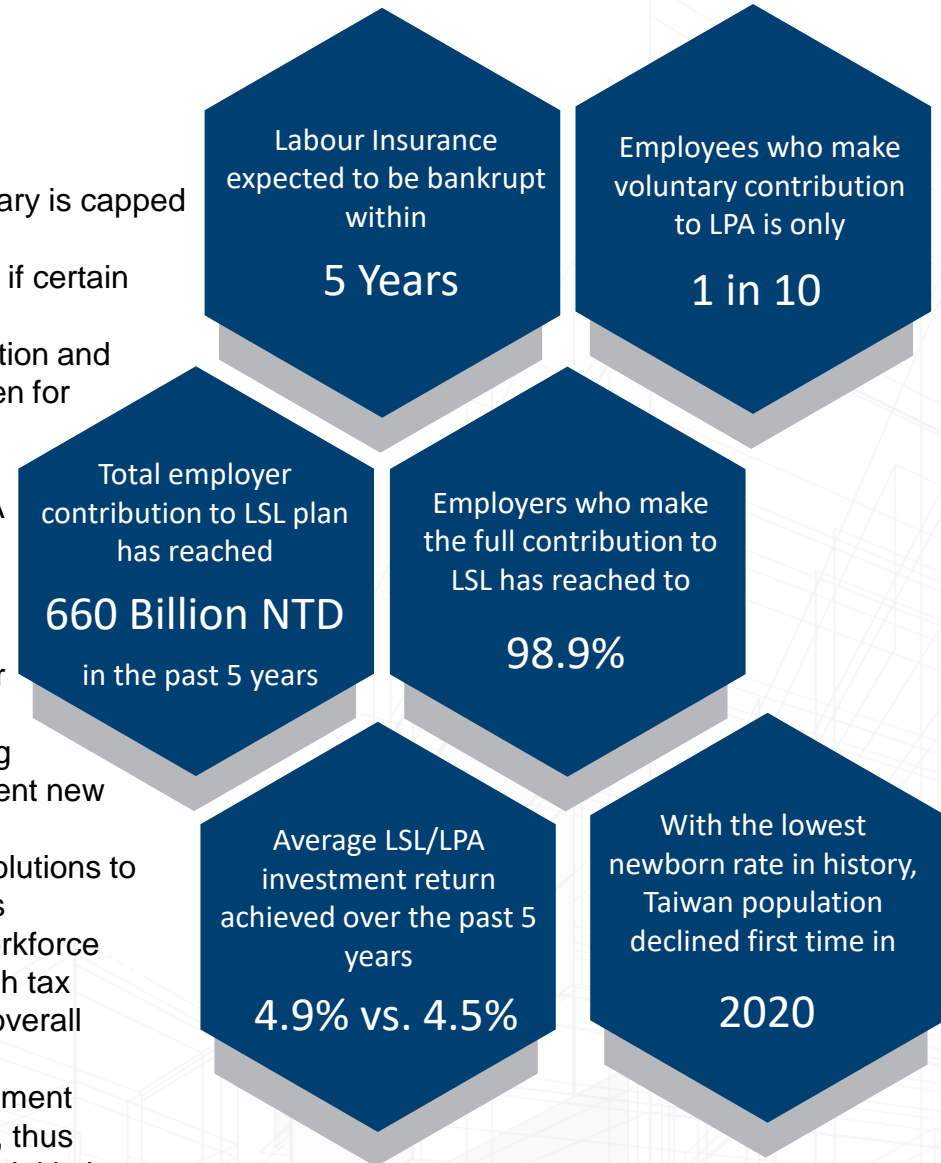 ary is capped
if certain
tion and
en for
A
r
g
ent new
olutions to
s
rkforce
h tax
overall
ment
, thus
Labour Insurance
expected to be bankrupt
within
5 Years
Employees who make
voluntary contribution
to LPA is only
1 in 10
Total employer
contribution to LSL plan
has reached
660 Billion NTD
in the past 5 years
Employers who make
the full contribution to
LSL has reached to
98.9%
Average LSL/LPA
investment return
achieved over the past 5
years
4.9% vs. 4.5%
With the lowest
newborn rate in history,
Taiwan population
declined first time in
2020